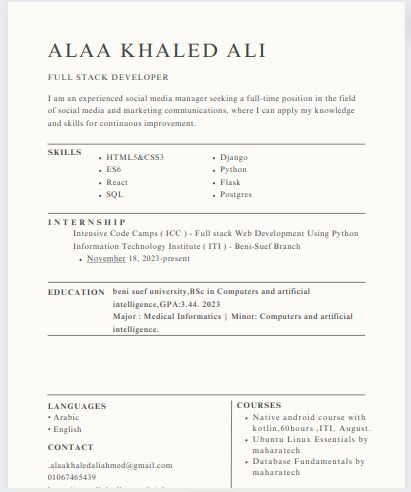 ALAA KHALED ALI
FULL STACK DEVELOPER
I am an experienced social media manager seeking a full-time position in the field
of social media and marketing communications, where I can apply my knowledge
and skills for continuous improvement.
SKILLS
• HTML5&CSS3
• ES6
• React
• SQL
• Django
• Python
• Flask
• Postgres
INTERNSHIP
Intensive Code Camps ( ICC ) - Full stack Web Development Using Python
Information Technology Institute ( ITI ) - Beni-Suef Branch
• November 18, 2023-present
EDUCATION
beni suef university,BSc in Computers and artificial
intelligence,GPA:3.44. 2023
Major : Medical Informatics | Minor: Computers and artificial
intelligence.
LANGUAGES
• Arabic
• English
CONTACT
.alaakhaledaliahmed@gmail.com
01067465439
COURSES
• Native android course with
kotlin,60hours ,ITI, August.
• Ubuntu Linux Essentials by
maharatech
• Database Fundamentals by
maharatech